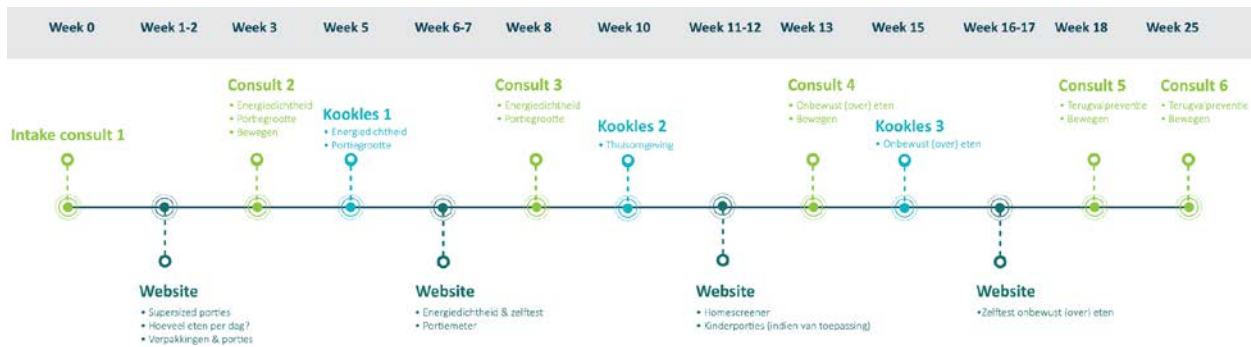 Week 0 Week 1-2 Week 3 Week 5 Week 6-7 Week 8 Week 10 Week 11-12 Week 13 Week 15 Week 16-17 Week 18 Week 25
Intake consult 1
Consult 2
• Energiedichtheid
• Portiegrootte
• Bewegen
Kookles 1
• Energiedichtheid
• Portiegrootte
Consult 3
• Energiedichtheid
• Portiegrootte
Kookles 2
• Thuisomgeving
Consult 4
• Onbewust (over) eten
• Bewegen
Kookles 3
• Onbewust (over) eten
Consult 5
• Terugvalpreventie
• Bewegen
Consult 6
• Terugvalpreventie
• Bewegen
Website
• Supersized porties
• Hoeveel eten per dag?
• Verpakkingen & porties
Website
• Energiedichtheid & zelftest
• Portiemeter
Website
• Homescreener
• Kinderporties (indien van toepassing)
Website
•Zelftest onbewust (over) eten